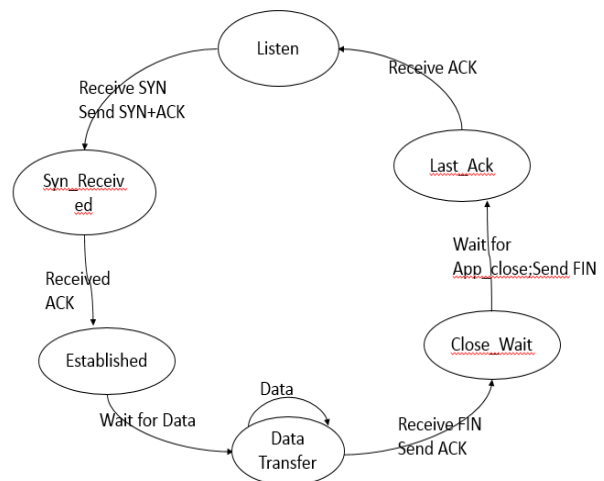 Listen
Receive SYN
Send SYN+ACK
Receive ACK
Syn_Receiv
ed
Last_Ack
Received
ACK
Wait for
App_close;Send FIN
Established
Close_Wait
Wait for Data
Data
Data
Transfer
Receive FIN
Send ACK